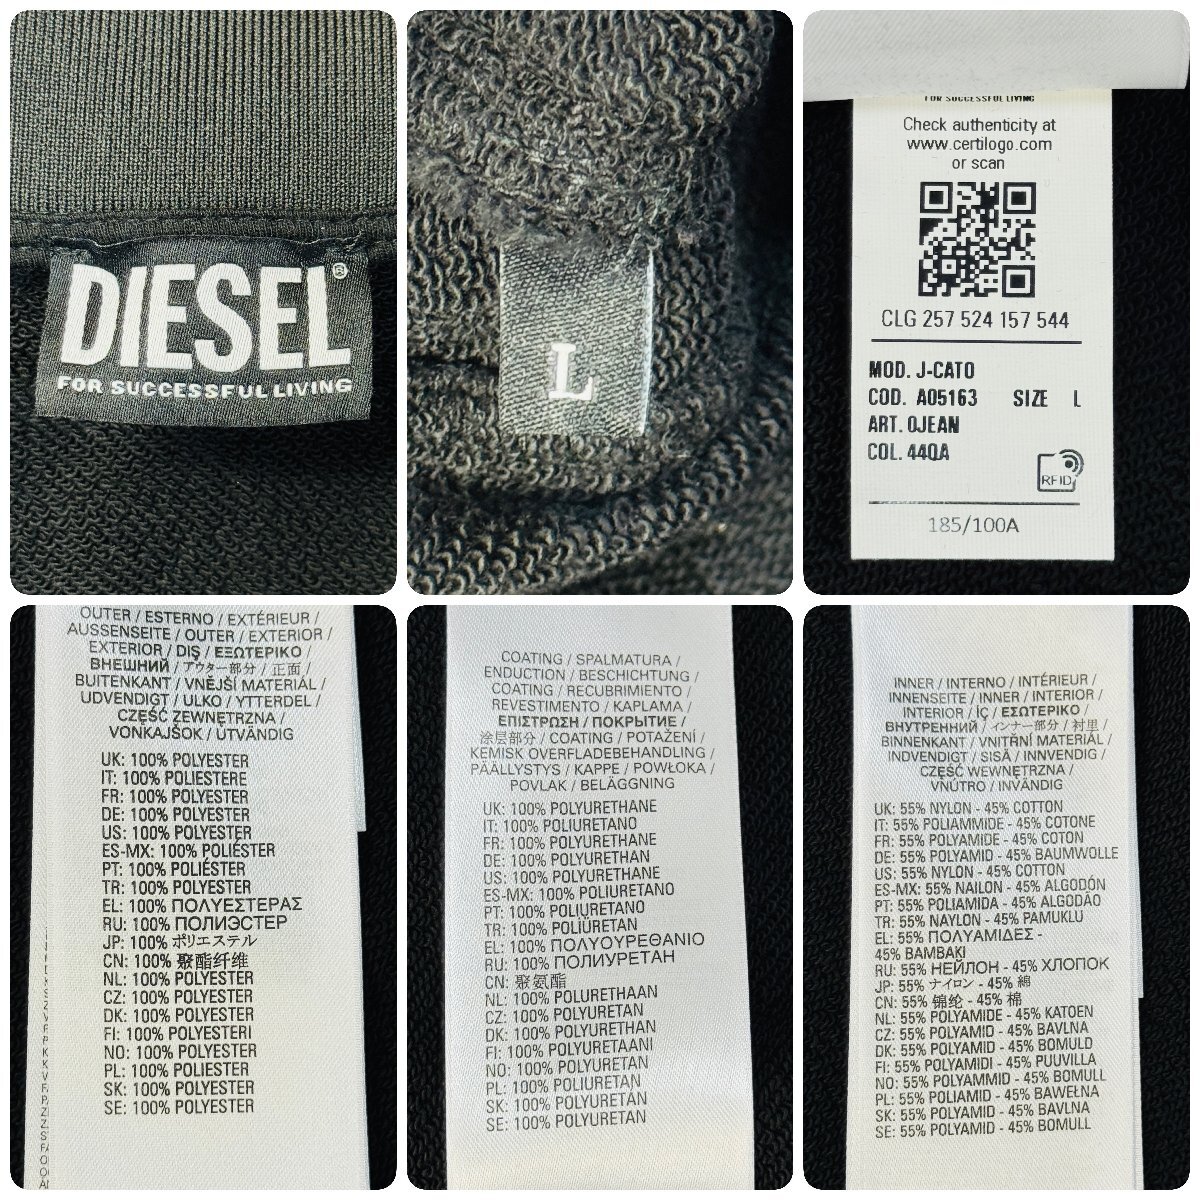 DIESEL®
FOR SUCCESSFUL LIVING
L
FOR SUCCESSFUL LIVING
Check authenticity at
www.certilogo.com
or scan
CLG 257 524 157 544
MOD. J-CATO
COD. A05163 SIZE L
ART. 0JEAN
COL. 44QA
RFID
185/100A
OUTER / ESTERNO / EXTÉRIEUR /
AUSSENSEITE / OUTER / EXTERIOR /
EXTERIOR / DIŞ / ΕΞΩΤΕΡΙΚΟ /
ВНЕШНИЙ / アウター部分 / 正面 /
BUITENKANT / VNĚJŠÍ MATERIÁL /
UDVENDIGT / ULKO / YTTERDEL /
CZĘŚĆ ZEWNĘTRZNA /
VONKAJŠOK / UTVÄNDIG
UK: 100% POLYESTER
IT: 100% POLIESTERE
FR: 100% POLYESTER
DE: 100% POLYESTER
US: 100% POLYESTER
ES-MX: 100% POLIÉSTER
PT: 100% POLIÉSTER
TR: 100% POLYESTER
EL: 100% ΠΟΛΥΕΣΤΕΡΑΣ
RU: 100% ПОЛИЭСТЕР
JP: 100% ポリエステル
CN: 100% 聚酯纤维
NL: 100% POLYESTER
CZ: 100% POLYESTER
DK: 100% POLYESTER
FI: 100% POLYESTERI
NO: 100% POLYESTER
PL: 100% POLIESTER
SK: 100% POLYESTER
SE: 100% POLYESTER
COATING / SPALMATURA /
ENDUCTION / BESCHICHTUNG /
COATING / RECUBRIMIENTO /
REVESTIMENTO / KAPLAMA /
ΕΠΙΣΤΡΩΣΗ / ПОКРЫТИЕ /
涂层部分 / COATING / POTAŽENÍ /
KEMISK OVERFLADEBEHANDLING /
PÄÄLLYSTYS / KAPPE / POWŁOKA /
POVLAK / BELÄGGNING
UK: 100% POLYURETHANE
IT: 100% POLIURETANO
FR: 100% POLYURETHANE
DE: 100% POLYURETHAN
US: 100% POLYURETHANE
ES-MX: 100% POLIURETANO
PT: 100% POLIURETANO
TR: 100% POLIÜRETAN
EL: 100% ΠΟΛΥΟΥΡΕΘΑΝΙΟ
RU: 100% ПОЛИУРЕТАН
CN: 聚氨酯
NL: 100% POLYURETHAAN
CZ: 100% POLYURETAN
DK: 100% POLYURETHAN
FI: 100% POLYURETAANI
NO: 100% POLYURETAN
PL: 100% POLIURETAN
SK: 100% POLYURETAN
SE: 100% POLYURETAN
INNER / INTERNO / INTÉRIEUR /
INNENSEITE / INNER / INTERIOR /
INTERIOR / İÇ / ΕΣΩΤΕΡΙΚΟ /
ВНУТРЕННИЙ / インナー部分 / 衬里 /
BINNENKANT / VNITŘNÍ MATERIÁL /
INDVENDIGT / SISÄ / INNVENDIG /
CZĘŚĆ WEWNĘTRZNA /
VNÚTRO / INVÄNDIG
UK: 55% NYLON - 45% COTTON
IT: 55% POLIAMMIDE - 45% COTONE
FR: 55% POLYAMIDE - 45% COTON
DE: 55% POLYAMID - 45% BAUMWOLLE
US: 55% NYLON - 45% COTTON
ES-MX: 55% NAILON - 45% ALGODÓN
PT: 55% POLIAMIDA - 45% ALGODÃO
TR: 55% NAYLON - 45% PAMUKLU
EL: 55% ΠΟΛΥΑΜΙΔΕΣ -
45% ΒΑΜΒΑΚΙ
RU: 55% НЕЙЛОН - 45% ХЛОПОК
JP: 55% ナイロン - 45% 綿
CN: 55% 锦纶 - 45% 棉
NL: 55% POLYAMIDE - 45% KATOEN
CZ: 55% POLYAMID - 45% BAVLNA
DK: 55% POLYAMID - 45% BOMULD
FI: 55% POLYAMIDI - 45% PUUVILLA
NO: 55% POLYAMMID - 45% BOMULL
PL: 55% POLIAMID - 45% BAWEŁNA
SK: 55% POLYAMID - 45% BAVLNA
SE: 55% POLYAMID - 45% BOMULL